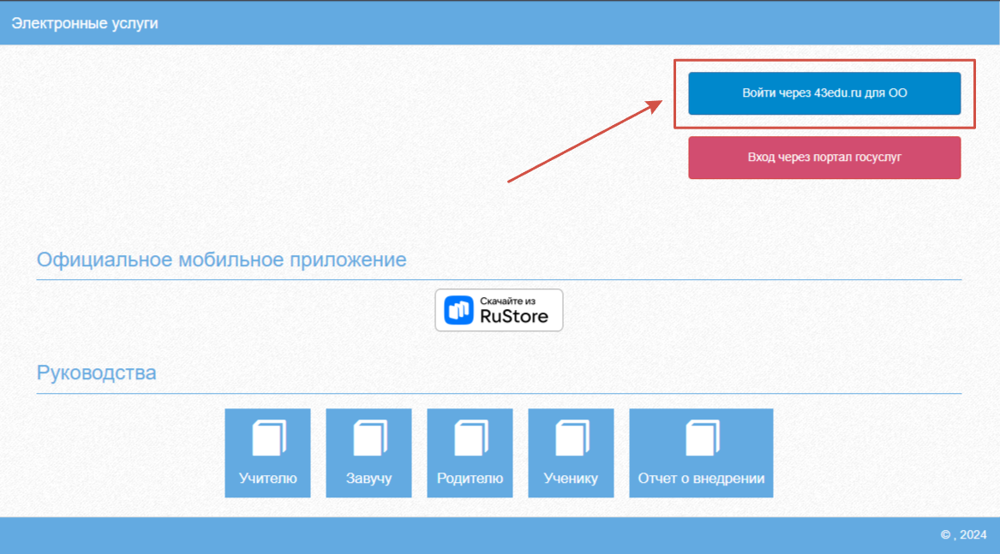 Электронные услуги
Войти через 43edu.ru для ОО
Вход через портал госуслуг
Официальное мобильное приложение
Скачайте из
RuStore
Руководства
Учителю
Завучу
Родителю
Ученику
Отчет о внедрении
© , 2024